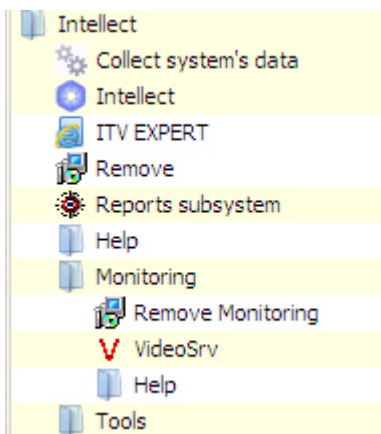 Intellect
Collect system's data
Intellect
ITV EXPERT
Remove
Reports subsystem
Help
Monitoring
Remove Monitoring
VideoSrv
Help
Tools